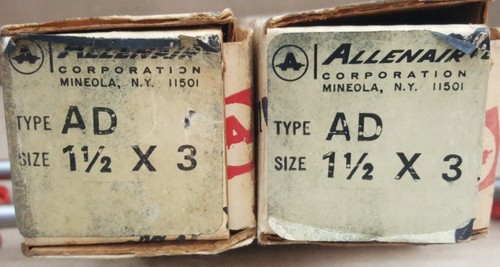 ALLENAIR
CORPORATION
MINEOLA, N.Y. 11501
TYPE AD
SIZE 1½ X 3
ALLENAIR
CORPORATION
MINEOLA, N.Y. 11501
TYPE AD
SIZE 1½ X 3